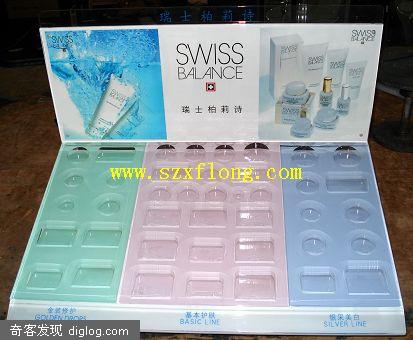 瑞士柏莉诗
SWISS
BALANCE
SWISS
BALANCE
瑞士柏莉诗
SWISS
BALANCE
www.szxflong.com
金装修护
GOLDEN DROPS
基本护肤
BASIC LINE
银采美白
SILVER LINE
奇客发现 diglog.com